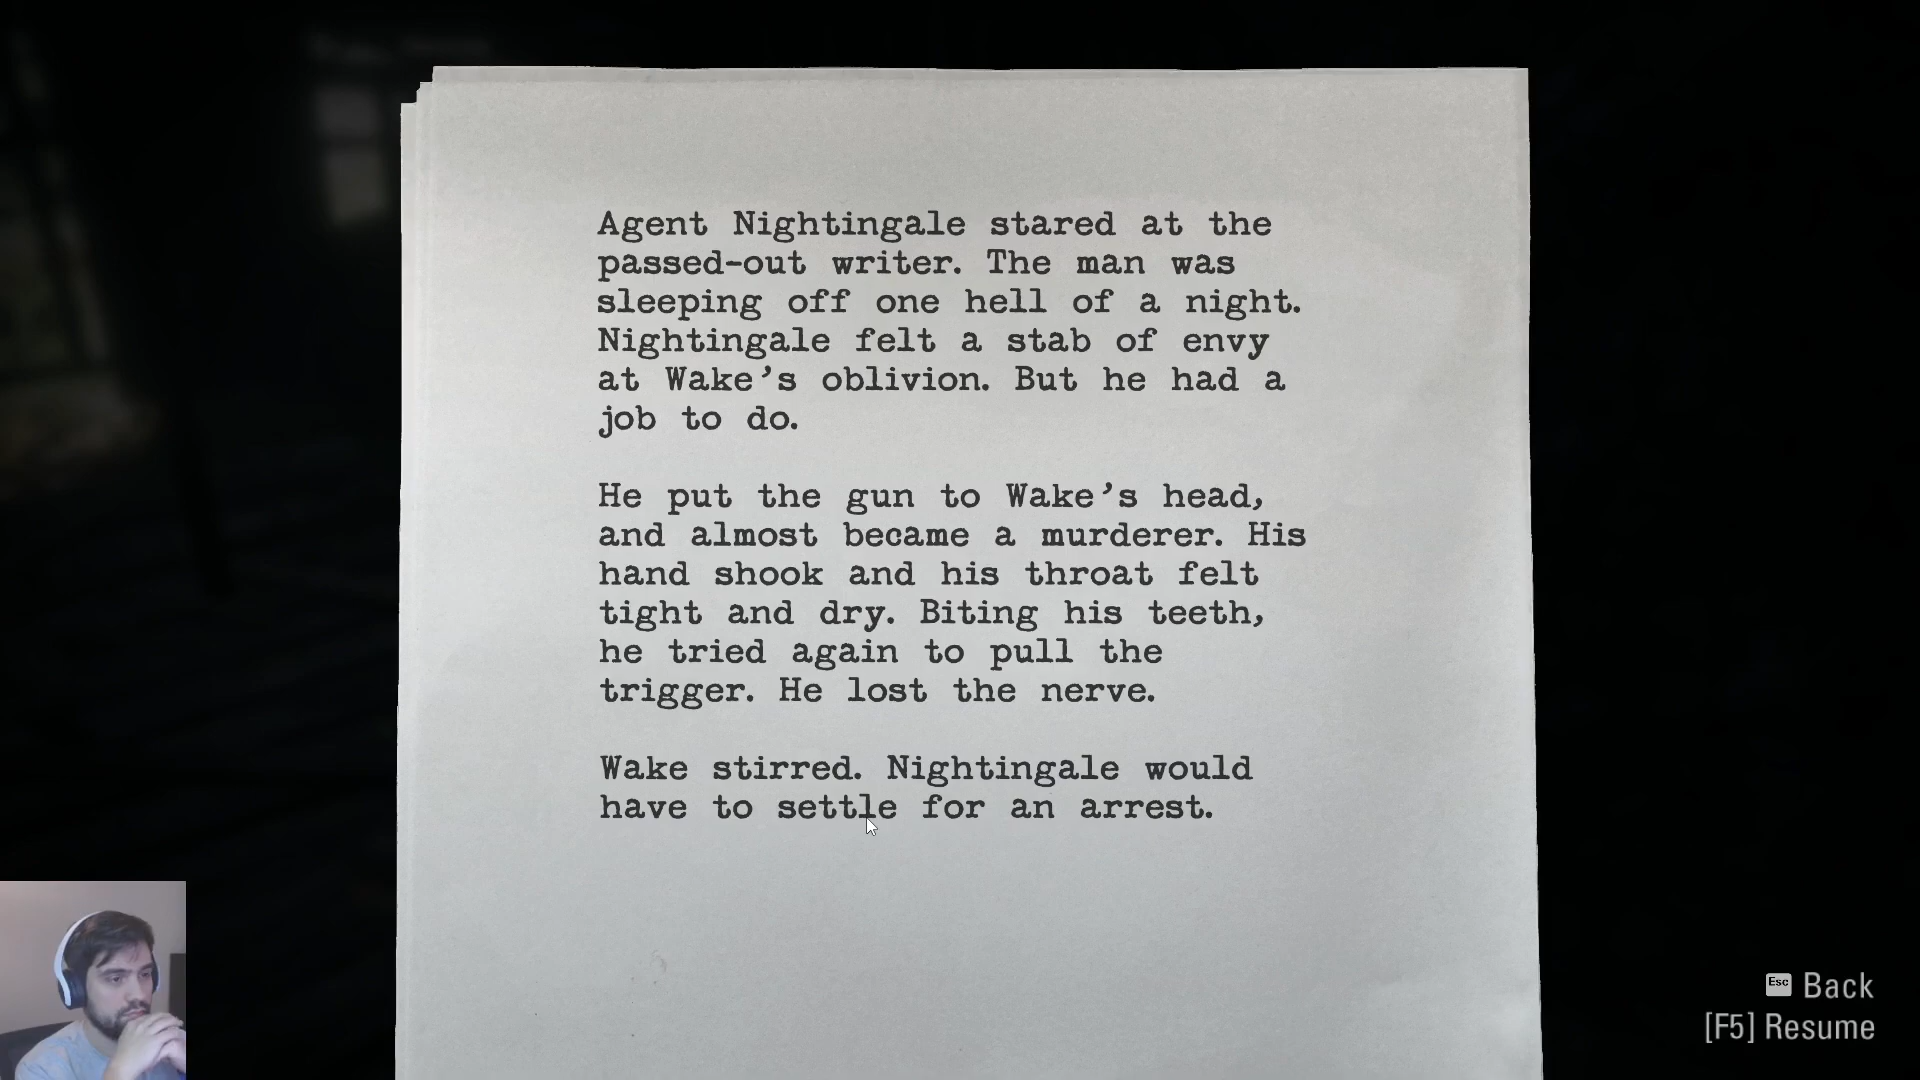 Agent Nightingale stared at the
passed-out writer. The man was
sleeping off one hell of a night.
Nightingale felt a stab of envy
at Wake's oblivion. But he had a
job to do.
He put the gun to Wake's head,
and almost became a murderer. His
hand shook and his throat felt
tight and dry. Biting his teeth,
he tried again to pull the
trigger. He lost the nerve.
Wake stirred. Nightingale would
have to settle for an arrest.
Esc Back
[F5] Resume